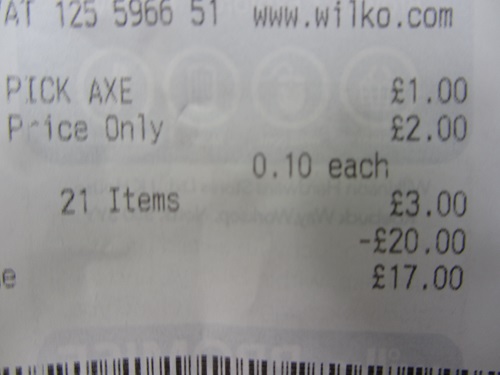 VAT 125 5966 51 www.wilko.com
PICK AXE £1.00
Price Only £2.00
0.10 each
21 Items £3.00
-£20.00
e £17.00